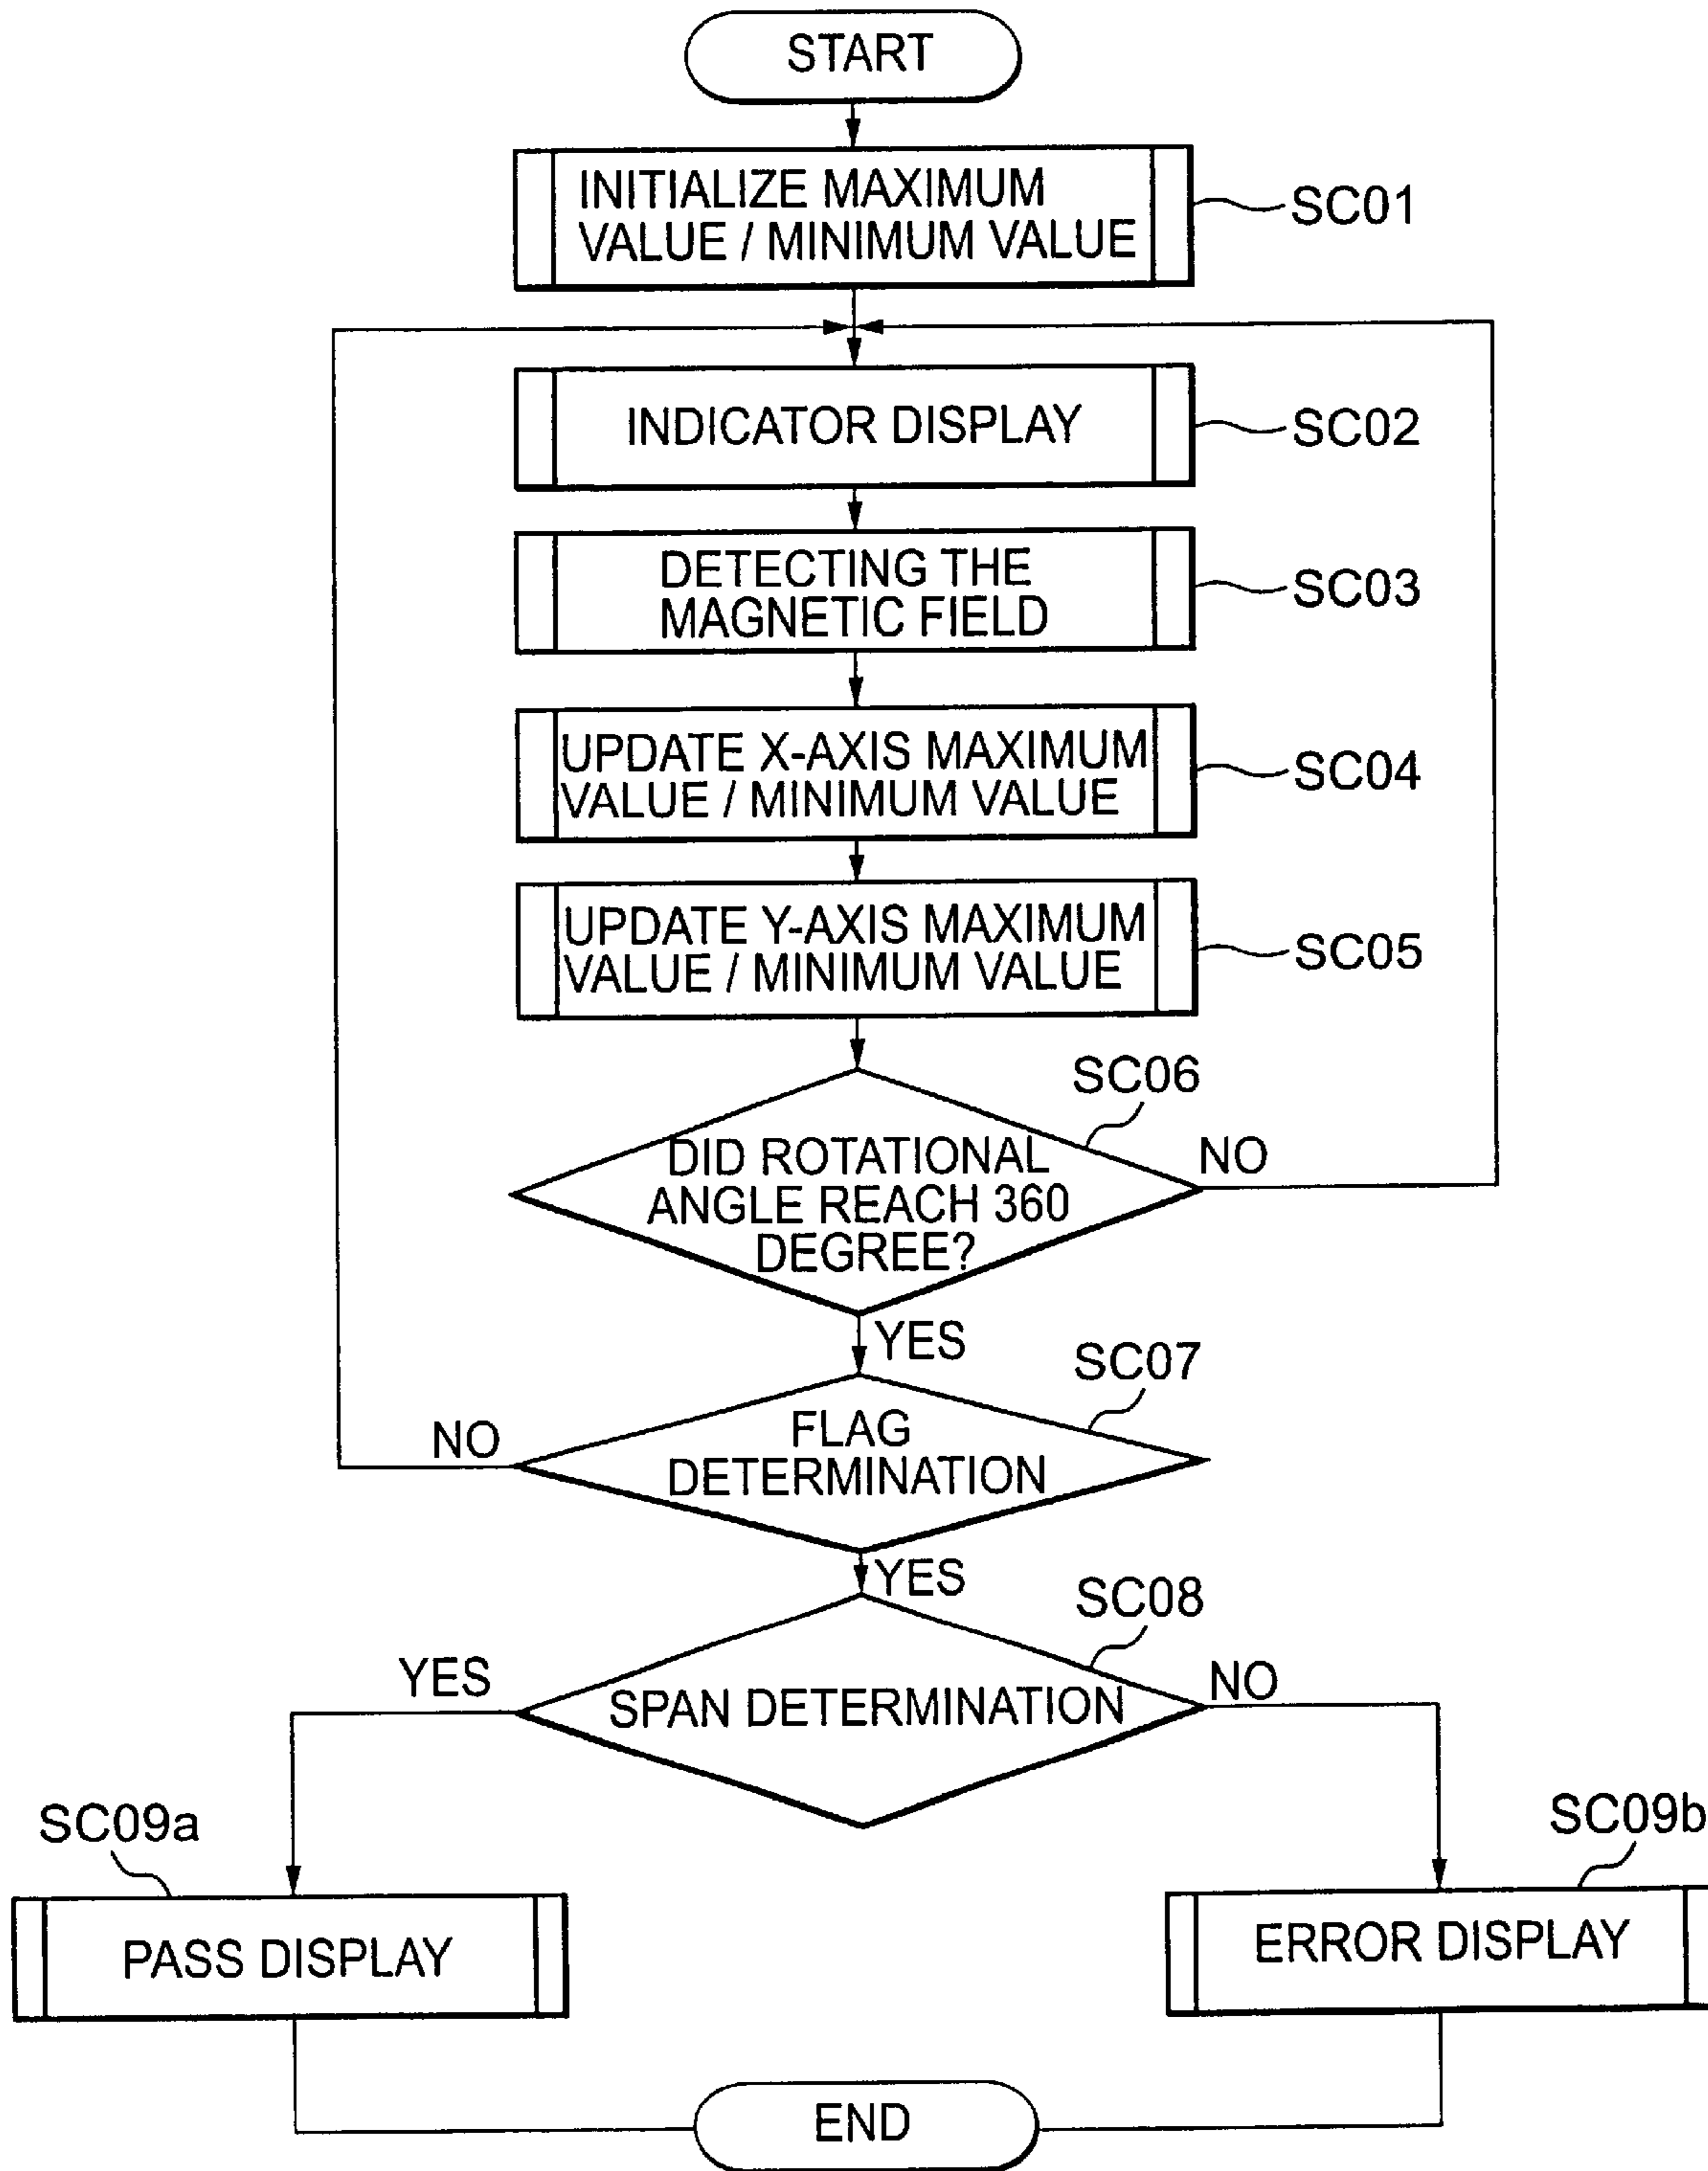 START
INITIALIZE MAXIMUM
VALUE / MINIMUM VALUE
SC01
INDICATOR DISPLAY
SC02
DETECTING THE
MAGNETIC FIELD
SC03
UPDATE X-AXIS MAXIMUM
VALUE / MINIMUM VALUE
SC04
UPDATE Y-AXIS MAXIMUM
VALUE / MINIMUM VALUE
SC05
SC06
DID ROTATIONAL
ANGLE REACH 360
DEGREE?
NO
YES
SC07
FLAG
DETERMINATION
NO
YES
SC08
SPAN DETERMINATION
YES
NO
SC09a
PASS DISPLAY
SC09b
ERROR DISPLAY
END